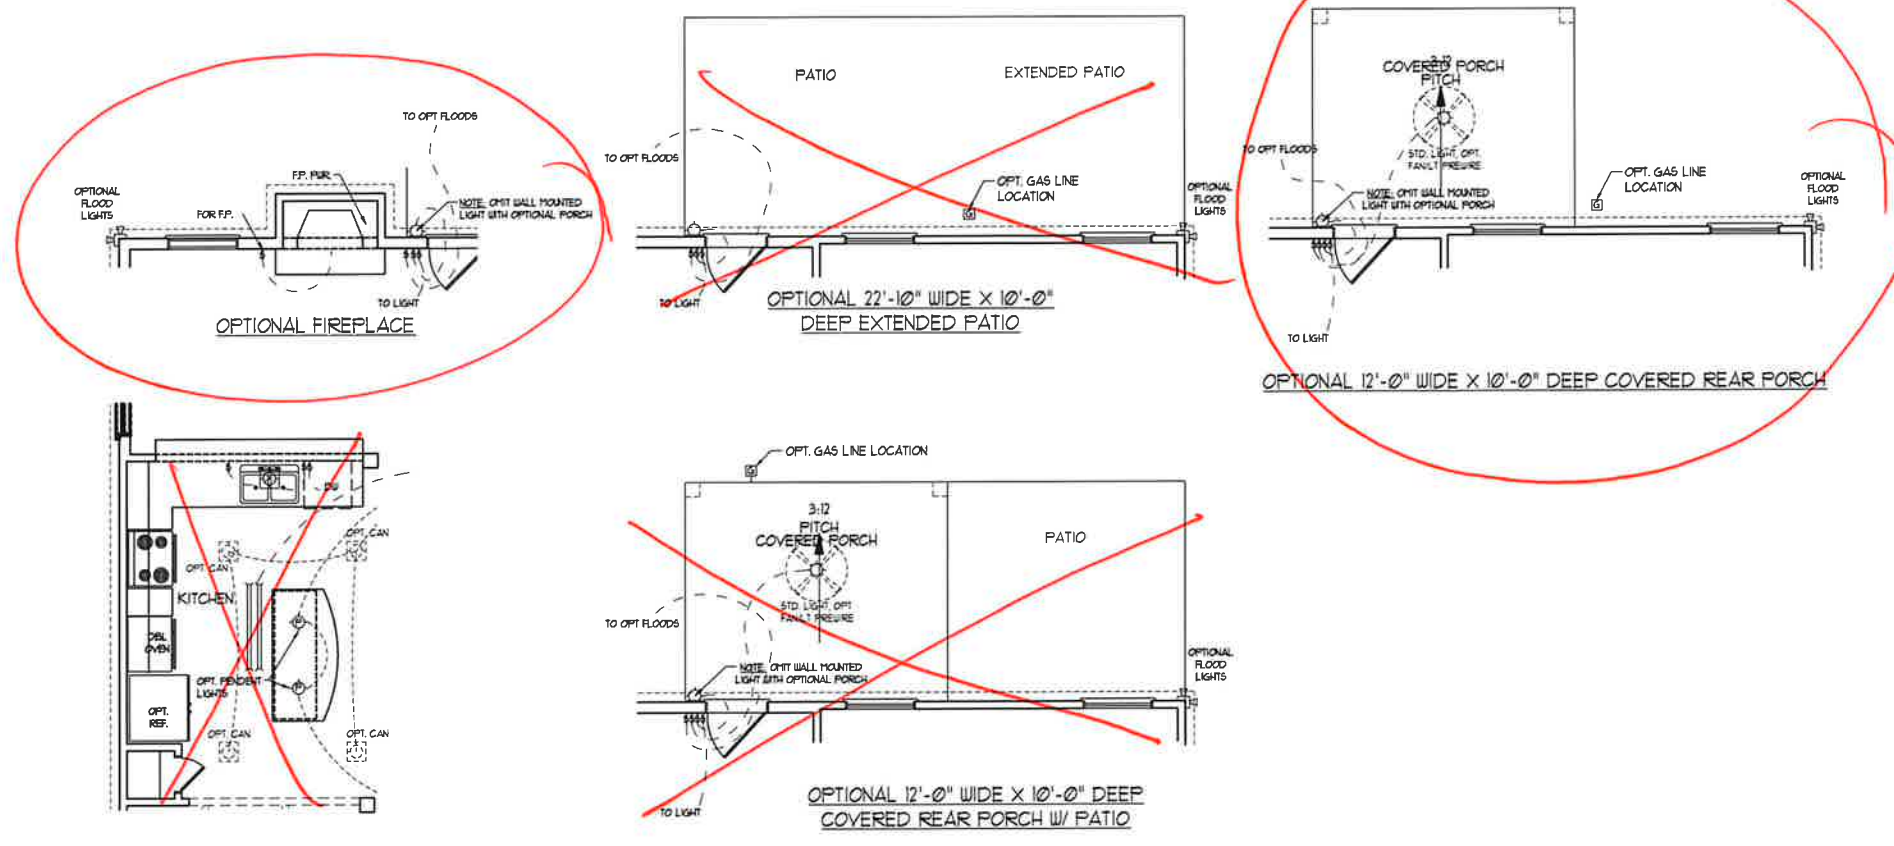 TO OPT FLOODS
OPTIONAL
FLOOD
LIGHTS
F.P. FUR
FOR F.P.
NOTE: OMIT WALL MOUNTED
LIGHT WITH OPTIONAL PORCH
TO LIGHT
OPTIONAL FIREPLACE
PATIO
EXTENDED PATIO
TO OPT FLOODS
OPT. GAS LINE
LOCATION
OPTIONAL
FLOOD
LIGHTS
TO LIGHT
OPTIONAL 22'-10" WIDE X 10'-0"
DEEP EXTENDED PATIO
3:12
COVERED PORCH
PITCH
TO OPT FLOODS
STD. LIGHT, OPT.
FAN/LT PREWIRE
NOTE: OMIT WALL MOUNTED
LIGHT WITH OPTIONAL PORCH
OPT. GAS LINE
LOCATION
G
OPTIONAL
FLOOD
LIGHTS
TO LIGHT
OPTIONAL 12'-0" WIDE X 10'-0" DEEP COVERED REAR PORCH
DW
OPT. CAN
OPT. CAN
KITCHEN
DBL
OVEN
OPT. PENDENT
LIGHTS
OPT.
REF.
OPT. CAN
OPT. CAN
OPT. GAS LINE LOCATION
G
3:12
PITCH
COVERED PORCH
PATIO
STD. LIGHT, OPT
FAN/LT PREWIRE
TO OPT FLOODS
NOTE: OMIT WALL MOUNTED
LIGHT WITH OPTIONAL PORCH
OPTIONAL
FLOOD
LIGHTS
TO LIGHT
OPTIONAL 12'-0" WIDE X 10'-0" DEEP
COVERED REAR PORCH W/ PATIO